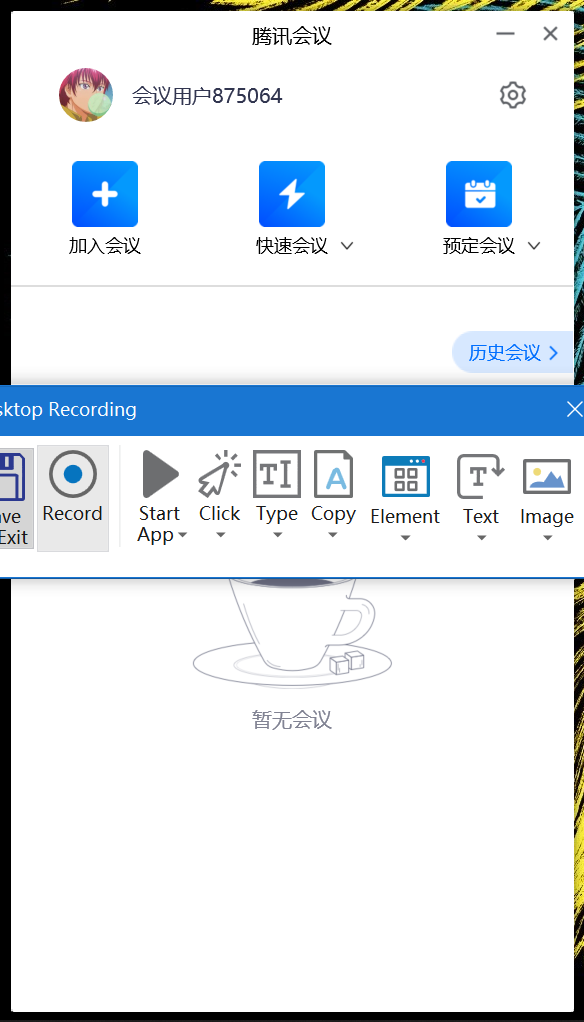 腾讯会议
会议用户875064
加入会议
快速会议
预定会议
历史会议
sktop Recording
ave
Exit
Record
Start
App
Click
Type
Copy
Element
Text
Image
暂无会议